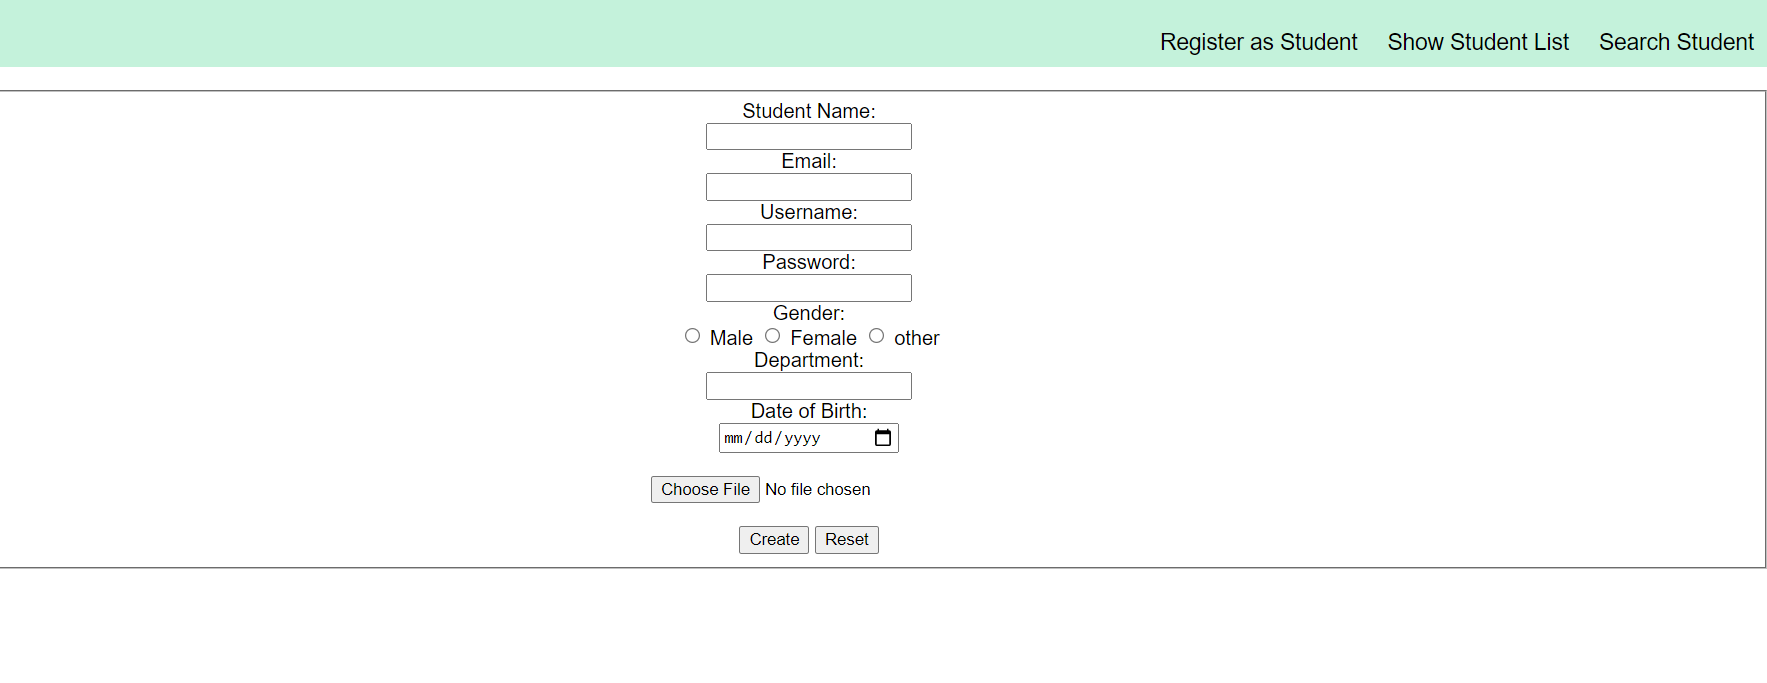 Register as Student Show Student List Search Student
Student Name:
Email:
Username:
Password:
Gender:
Male Female other
Department:
Date of Birth:
mm/dd/yyyy
Choose File No file chosen
Create Reset